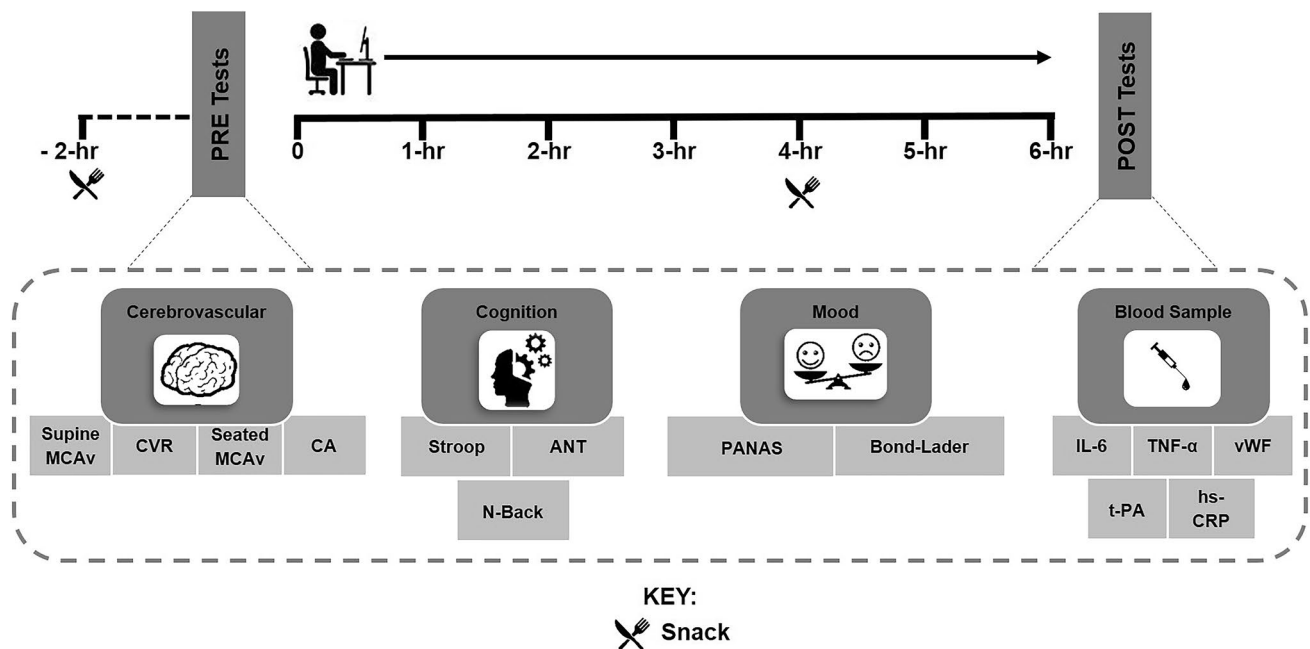 PRE Tests
POST Tests
- 2-hr
0
1-hr
2-hr
3-hr
4-hr
5-hr
6-hr
Cerebrovascular
Supine
MCAv
CVR
Seated
MCAv
CA
Cognition
Stroop
ANT
N-Back
Mood
PANAS
Bond-Lader
Blood Sample
IL-6
TNF-α
vWF
t-PA
hs-
CRP
KEY:
Snack